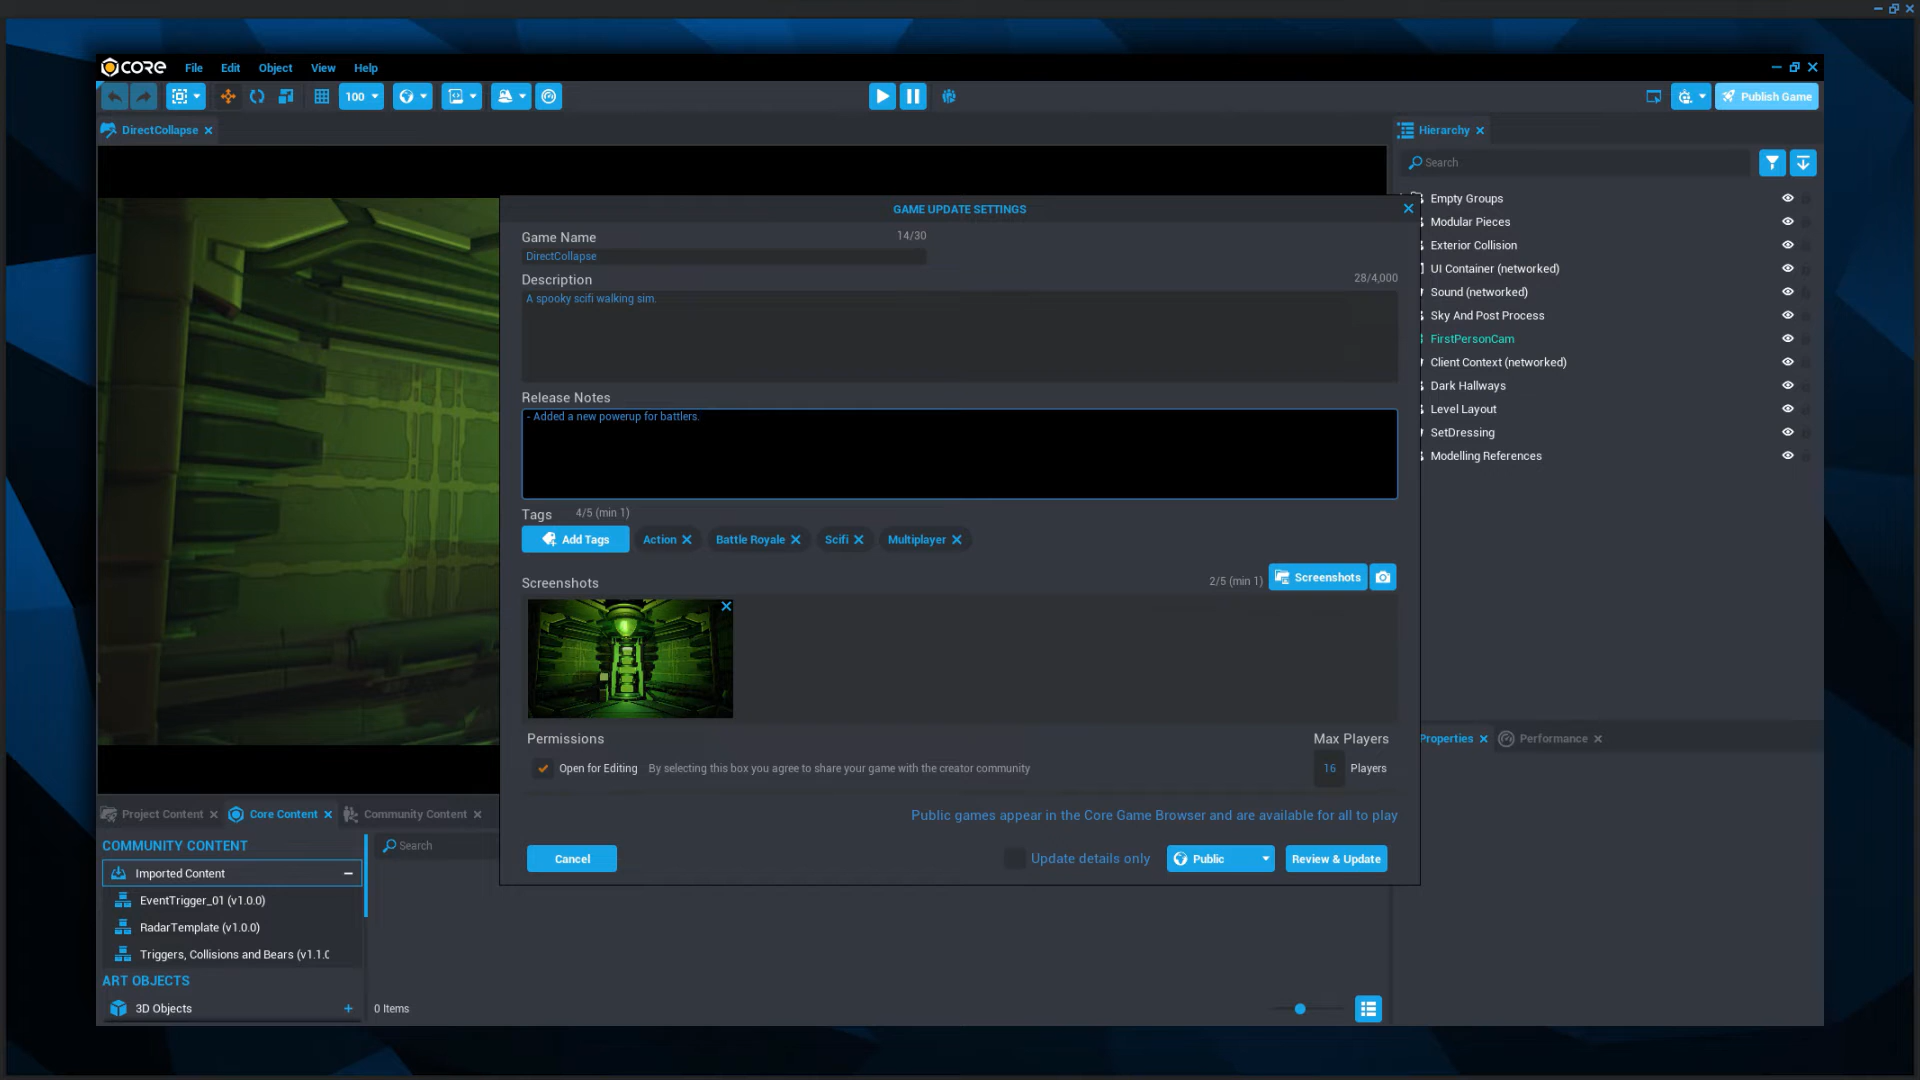 CORE File Edit Object View Help
100
Publish Game
DirectCollapse
Hierarchy
Search
GAME UPDATE SETTINGS
Game Name 14/30
DirectCollapse
Description 28/4,000
A spooky scifi walking sim.
Release Notes
- Added a new powerup for battlers.
Tags 4/5 (min 1)
Add Tags Action Battle Royale Scifi Multiplayer
Screenshots 2/5 (min 1) Screenshots
Permissions Max Players
Open for Editing By selecting this box you agree to share your game with the creator community 16 Players
Public games appear in the Core Game Browser and are available for all to play
Cancel Update details only Public Review & Update
Empty Groups
Modular Pieces
Exterior Collision
UI Container (networked)
Sound (networked)
Sky And Post Process
FirstPersonCam
Client Context (networked)
Dark Hallways
Level Layout
SetDressing
Modelling References
Properties Performance
Project Content Core Content Community Content
COMMUNITY CONTENT
Search
Imported Content
EventTrigger_01 (v1.0.0)
RadarTemplate (v1.0.0)
Triggers, Collisions and Bears (v1.1.0
ART OBJECTS
3D Objects
0 Items